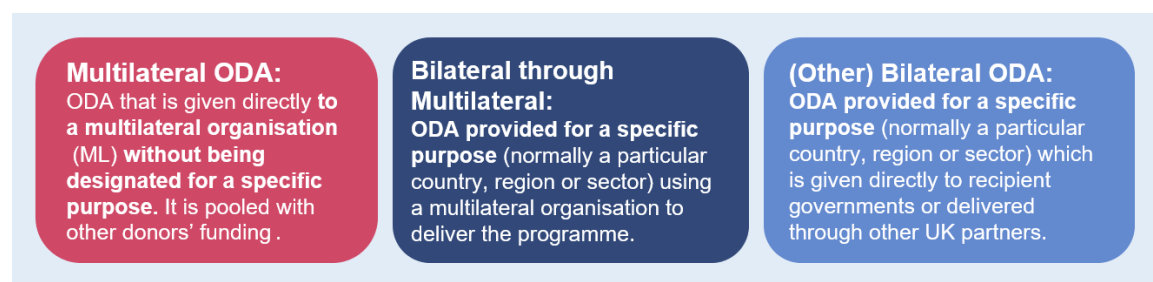 Multilateral ODA:
ODA that is given directly to
a multilateral organisation
(ML) without being
designated for a specific
purpose. It is pooled with
other donors' funding .
Bilateral through
Multilateral:
ODA provided for a specific
purpose (normally a particular
country, region or sector) using
a multilateral organisation to
deliver the programme.
(Other) Bilateral ODA:
ODA provided for a specific
purpose (normally a particular
country, region or sector) which
is given directly to recipient
governments or delivered
through other UK partners.